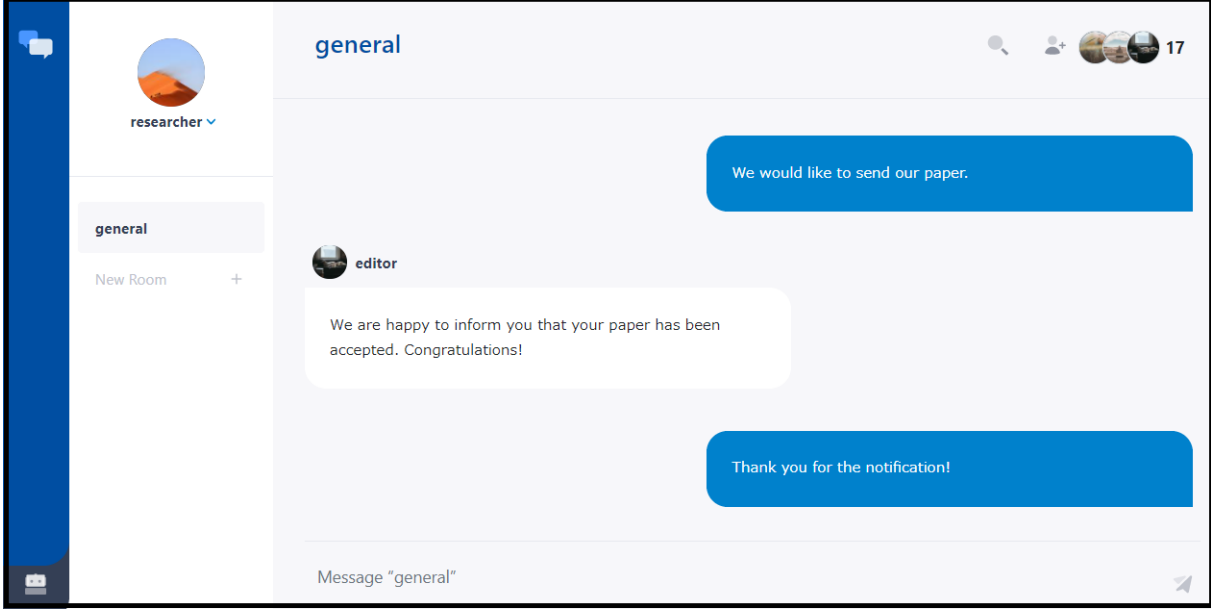 general
17
researcher
general
New Room +
We would like to send our paper.
editor
We are happy to inform you that your paper has been
accepted. Congratulations!
Thank you for the notification!
Message “general”